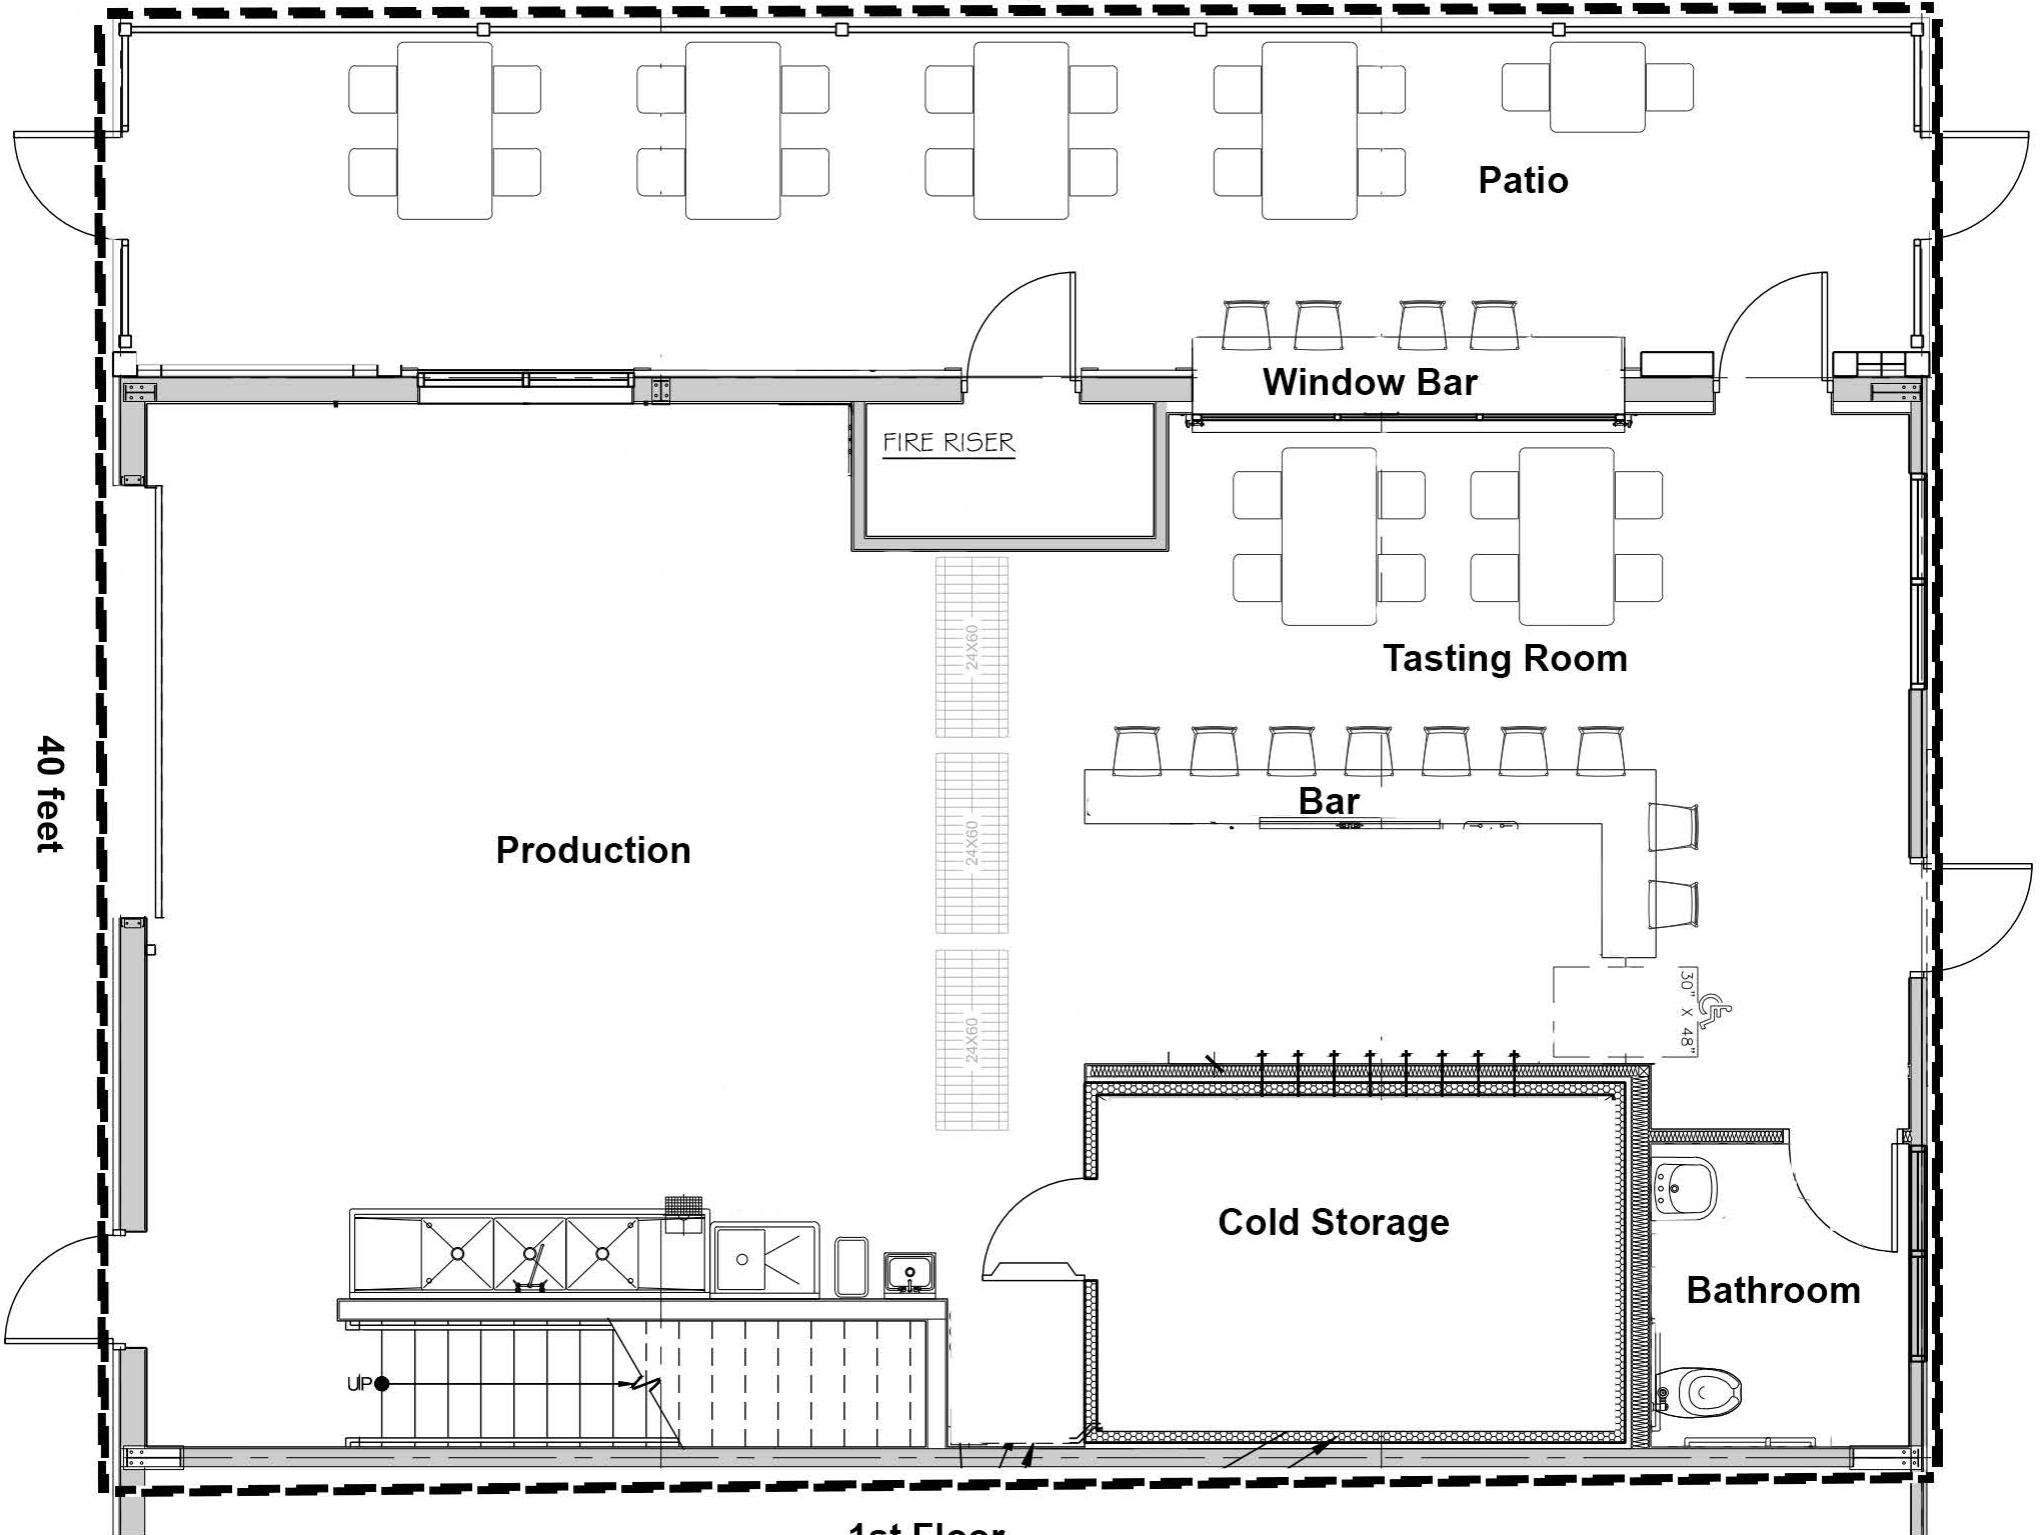 Patio
Window Bar
FIRE RISER
24X60
Tasting Room
40 feet
Bar
Production
24X60
30" X 48"
24X60
Cold Storage
Bathroom
UP
1st Floor